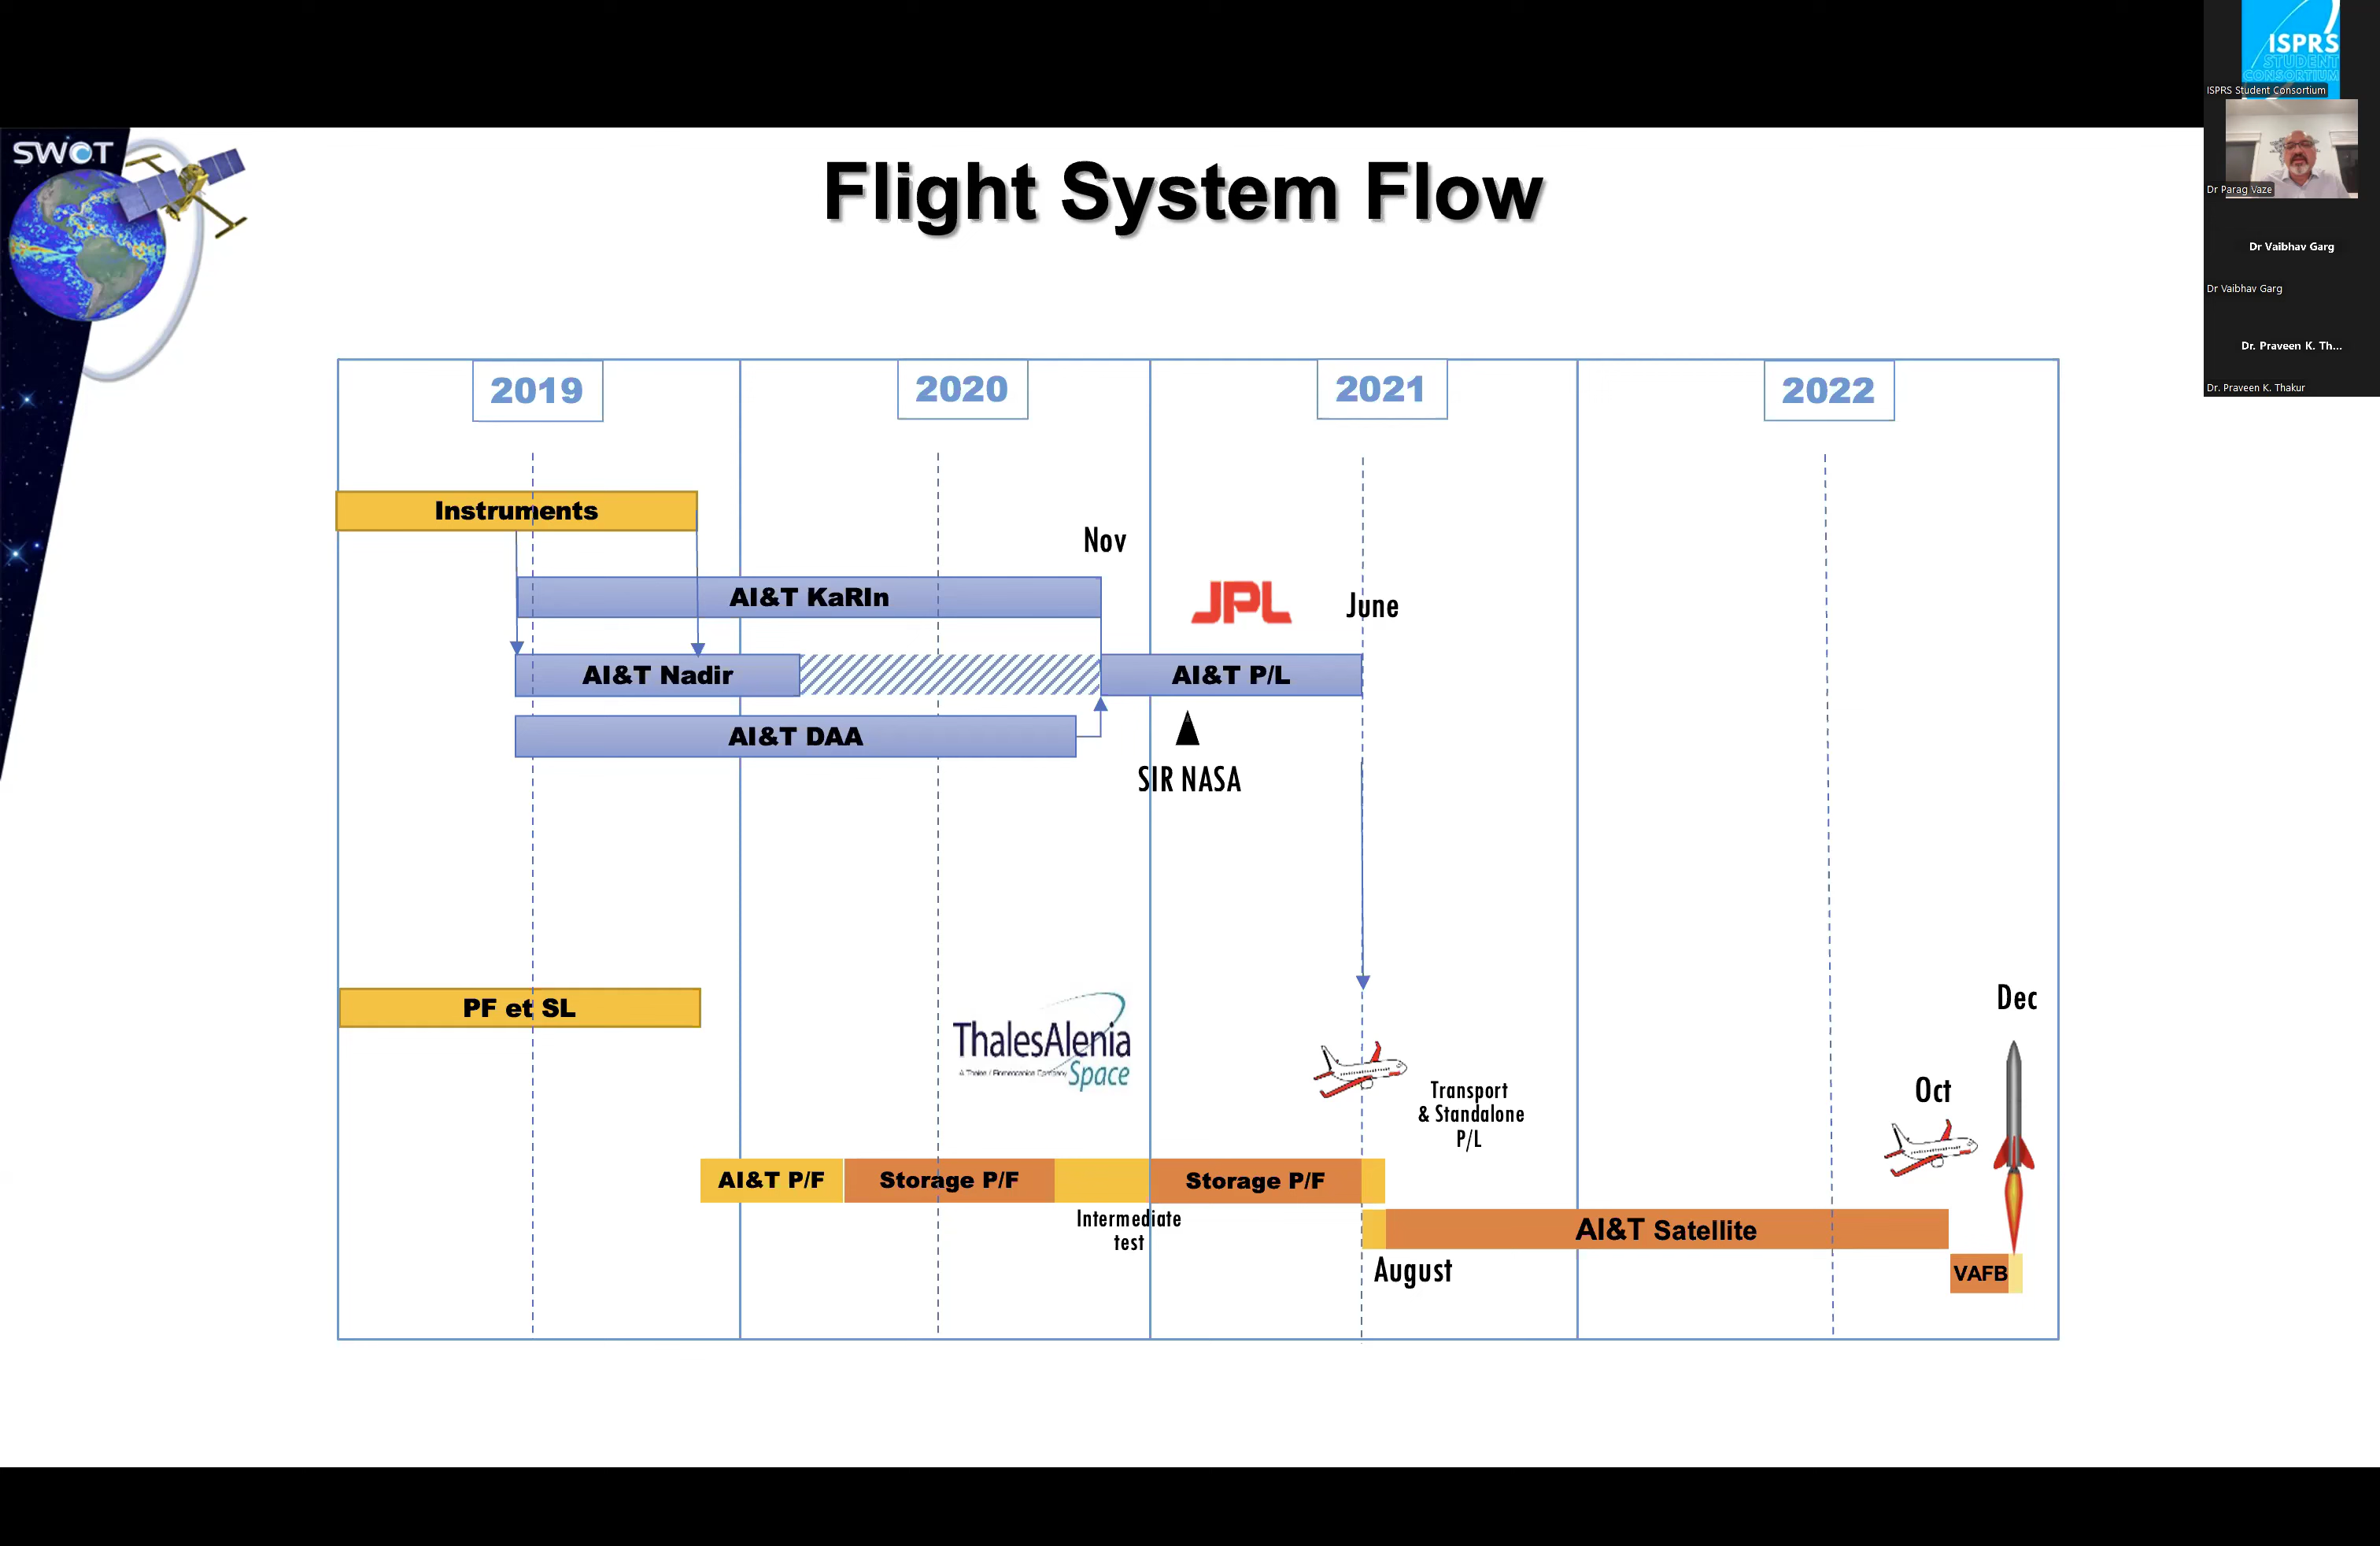 ISPRS
STUDENT
CONSORTIUM
ISPRS Student Consortium
Dr Parag Vaze
Dr Vaibhav Garg
Dr Vaibhav Garg
Dr. Praveen K. Th...
Dr. Praveen K. Thakur
SWOT
Flight System Flow
2019
2020
2021
2022
Instruments
Nov
AI&T KaRIn
JPL
June
AI&T Nadir
AI&T P/L
AI&T DAA
SIR NASA
PF et SL
ThalesAlenia
Space
Dec
Transport
& Standalone
P/L
Oct
AI&T P/F
Storage P/F
Storage P/F
Intermediate
test
AI&T Satellite
August
VAFB